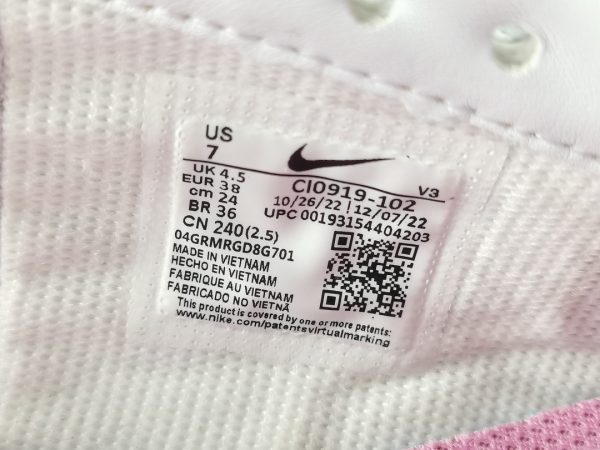 US
7
UK 4.5
EUR 38
cm 24
BR 36
CN 240(2.5)
CI0919-102 V3
10/26/22 | 12/07/22
UPC 00193154404203
04GRMRGD8G701
MADE IN VIETNAM
HECHO EN VIETNAM
FABRIQUE AU VIETNAM
FABRICADO NO VIETNÃ
This product is covered by one or more patents:
www.nike.com/patentsvirtualmarking